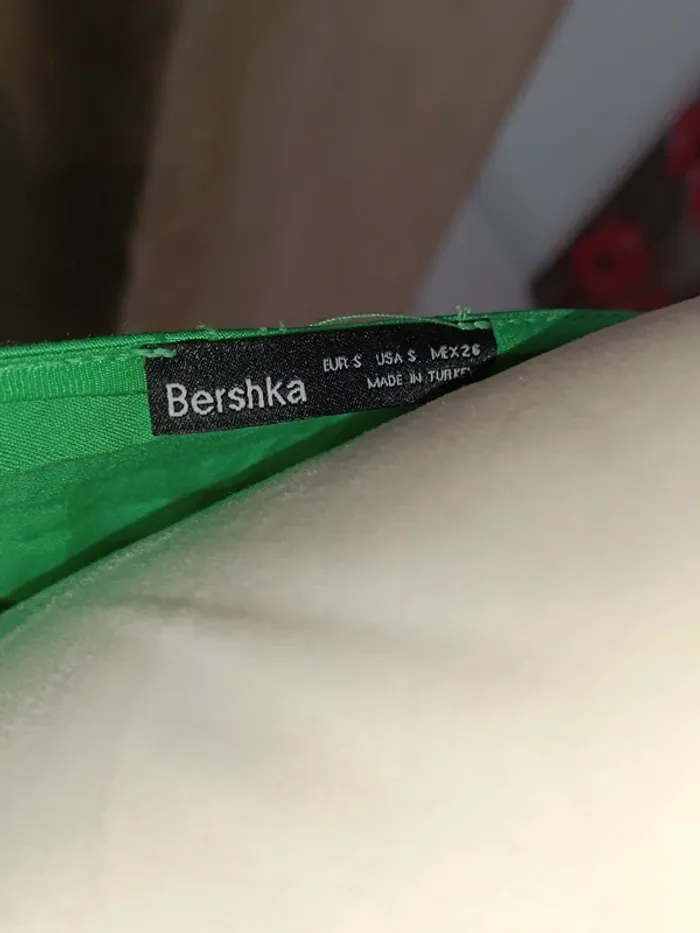 Bershka
EUR S USA S MEX 26
MADE IN TURKEY